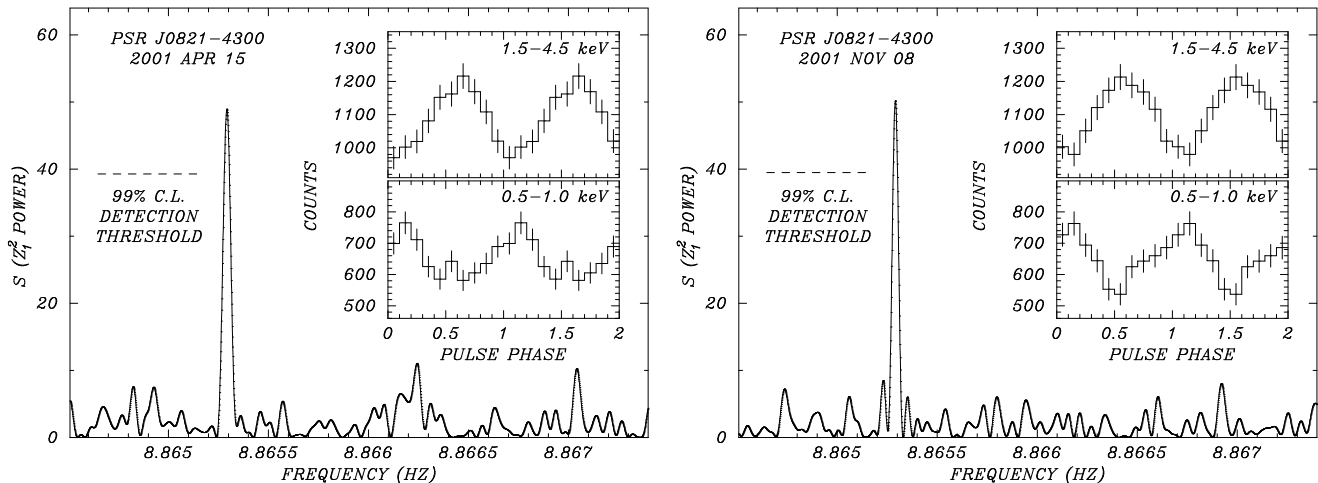 60
40
20
0
S (Z₁² POWER)
PSR J0821−4300
2001 APR 15
99% C.L.
DETECTION
THRESHOLD
1.5−4.5 keV
1300
1200
1100
1000
COUNTS
0.5−1.0 keV
800
700
600
500
0 0.5 1 1.5 2
PULSE PHASE
8.865 8.8655 8.866 8.8665 8.867
FREQUENCY (HZ)
60
40
20
0
S (Z₁² POWER)
PSR J0821−4300
2001 NOV 08
99% C.L.
DETECTION
THRESHOLD
1.5−4.5 keV
1300
1200
1100
1000
COUNTS
0.5−1.0 keV
800
700
600
500
0 0.5 1 1.5 2
PULSE PHASE
8.865 8.8655 8.866 8.8665 8.867
FREQUENCY (HZ)